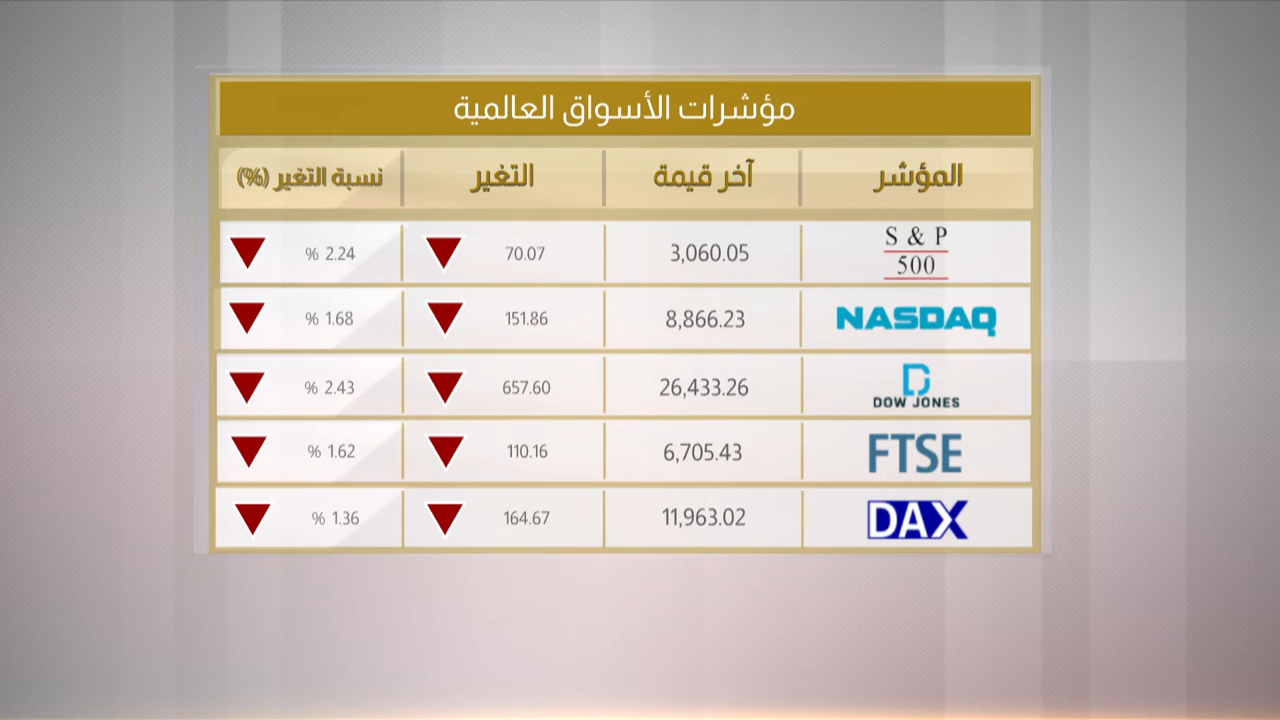 مؤشرات الأسواق العالمية
المؤشر آخر قيمة التغير نسبة التغير (%)
S & P
500
3,060.05 70.07 % 2.24
NASDAQ 8,866.23 151.86 % 1.68
DOW JONES 26,433.26 657.60 % 2.43
FTSE 6,705.43 110.16 % 1.62
DAX 11,963.02 164.67 % 1.36